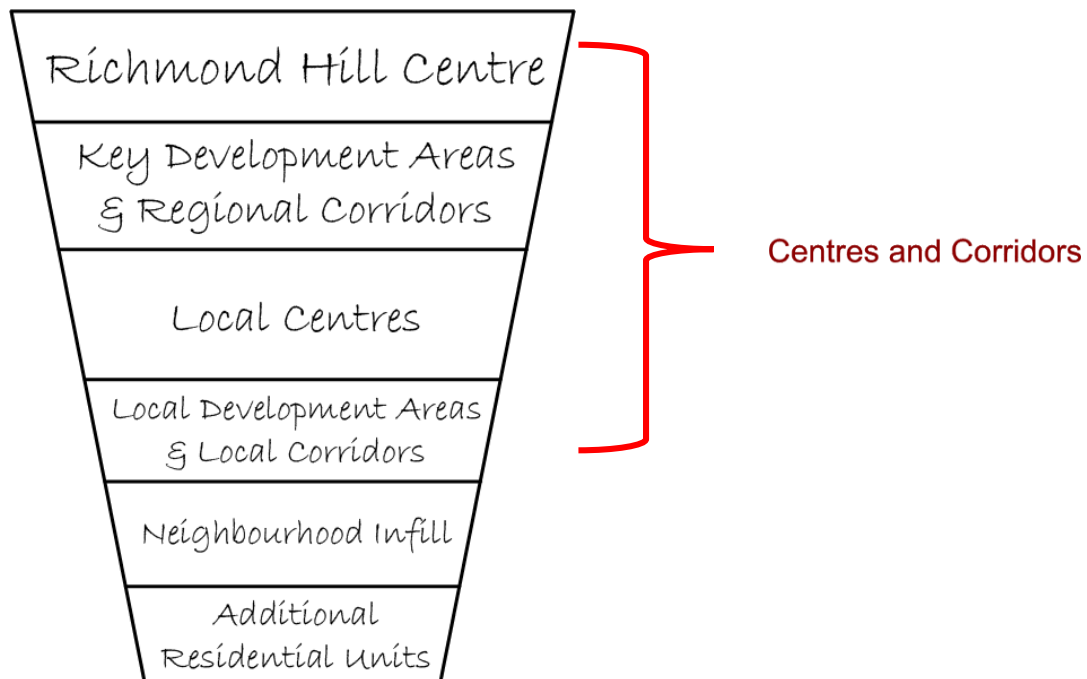 Richmond Hill Centre
Key Development Areas
& Regional Corridors
Local Centres
Local Development Areas
& Local Corridors
Neighbourhood Infill
Additional
Residential Units
Centres and Corridors